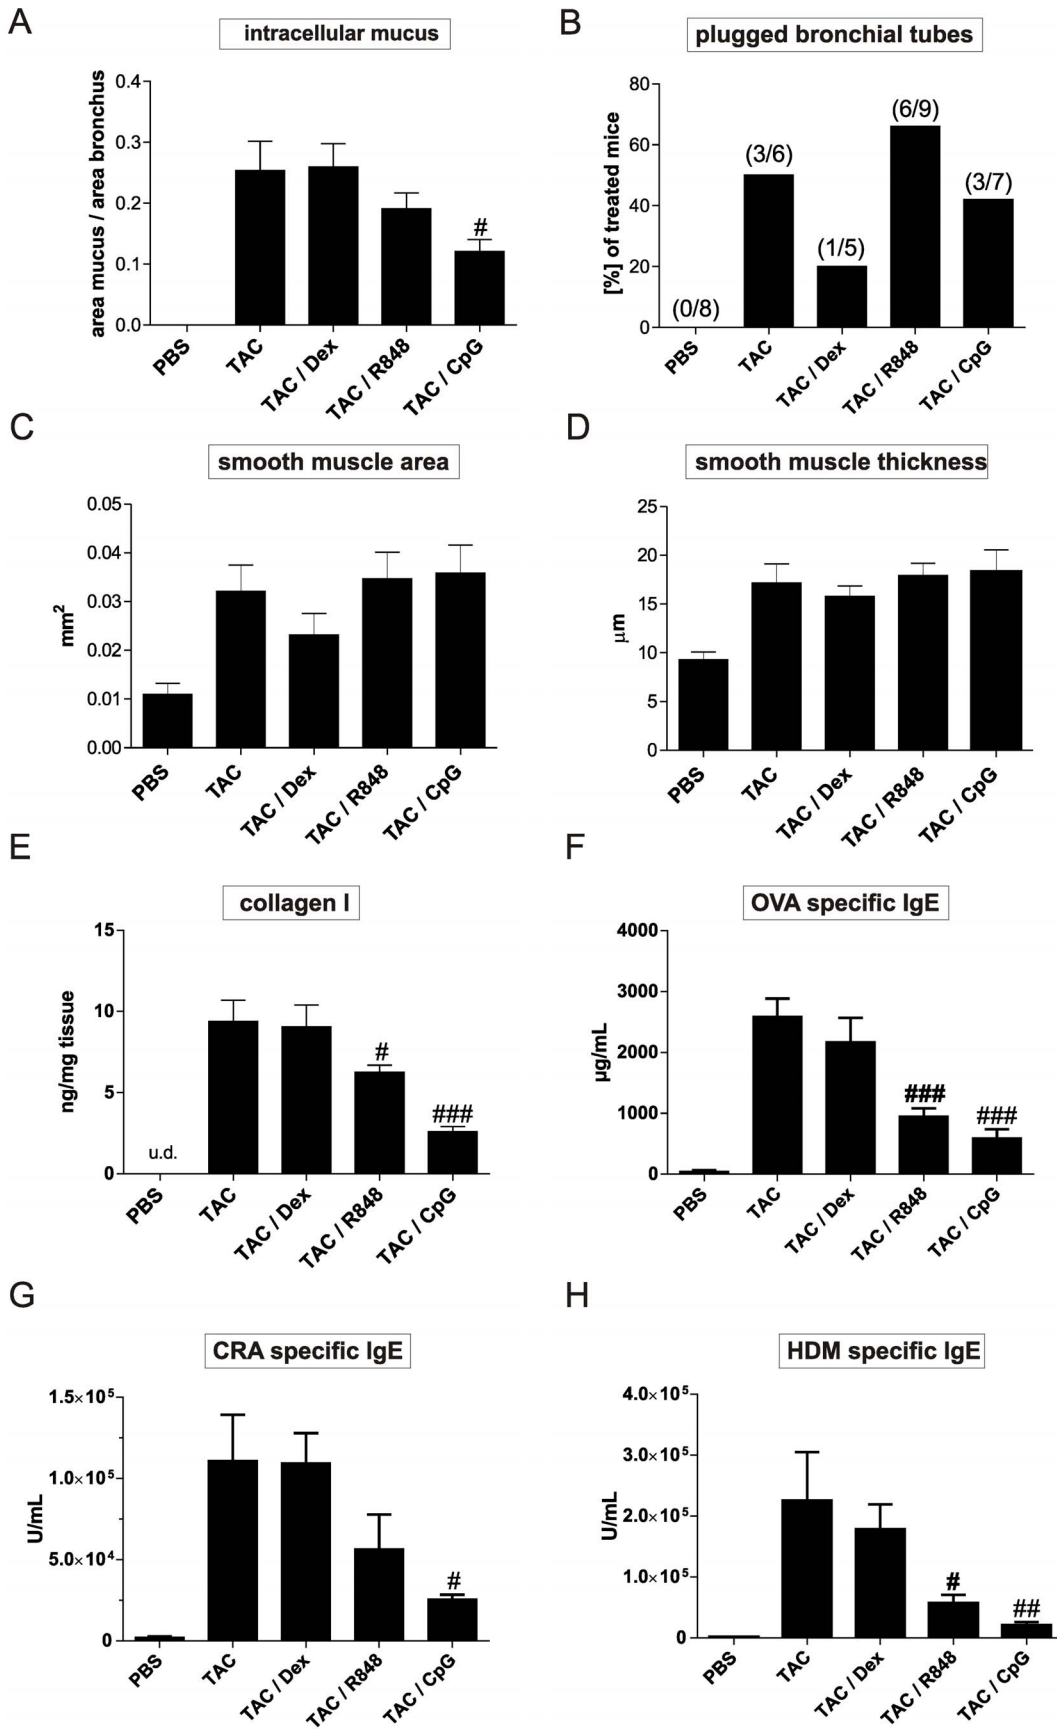 A
intracellular mucus
area mucus / area bronchus
0.4
0.3
0.2
0.1
0.0
#
PBS
TAC
TAC / Dex
TAC / R848
TAC / CpG
B
plugged bronchial tubes
[%] of treated mice
80
60
40
20
0
(0/8)
(3/6)
(1/5)
(6/9)
(3/7)
PBS
TAC
TAC / Dex
TAC / R848
TAC / CpG
C
smooth muscle area
mm²
0.05
0.04
0.03
0.02
0.01
0.00
PBS
TAC
TAC / Dex
TAC / R848
TAC / CpG
D
smooth muscle thickness
μm
25
20
15
10
5
0
PBS
TAC
TAC / Dex
TAC / R848
TAC / CpG
E
collagen I
ng/mg tissue
15
10
5
0
u.d.
#
###
PBS
TAC
TAC / Dex
TAC / R848
TAC / CpG
F
OVA specific IgE
µg/mL
4000
3000
2000
1000
0
###
###
PBS
TAC
TAC / Dex
TAC / R848
TAC / CpG
G
CRA specific IgE
U/mL
1.5×10⁵
1.0×10⁵
5.0×10⁴
0
#
PBS
TAC
TAC / Dex
TAC / R848
TAC / CpG
H
HDM specific IgE
U/mL
4.0×10⁵
3.0×10⁵
2.0×10⁵
1.0×10⁵
0
#
##
PBS
TAC
TAC / Dex
TAC / R848
TAC / CpG